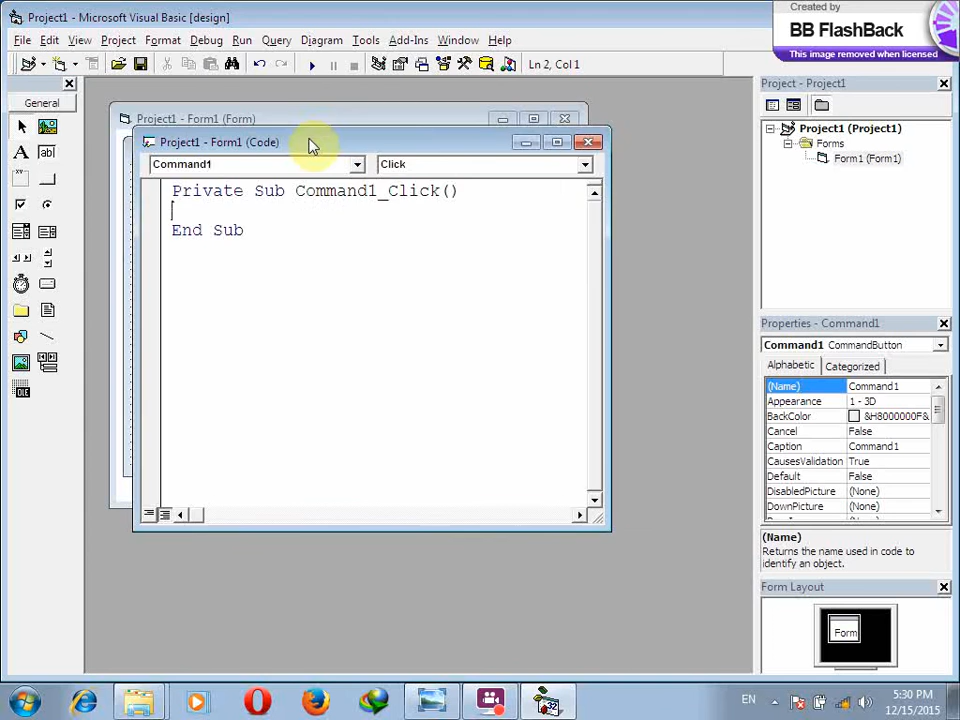 Project1 - Microsoft Visual Basic [design]
Created by
BB FlashBack
This image removed when licensed
File Edit View Project Format Debug Run Query Diagram Tools Add-Ins Window Help
Ln 2, Col 1
General
Project1 - Form1 (Form)
Project1 - Form1 (Code)
Command1 Click
Private Sub Command1_Click()
End Sub
Project - Project1
Project1 (Project1)
Forms
Form1 (Form1)
Properties - Command1
Command1 CommandButton
Alphabetic Categorized
(Name) Command1
Appearance 1 - 3D
BackColor &H8000000F&
Cancel False
Caption Command1
CausesValidation True
Default False
DisabledPicture (None)
DownPicture (None)
(Name)
Returns the name used in code to
identify an object.
Form Layout
Form
OLE
32
EN
5:30 PM
12/15/2015